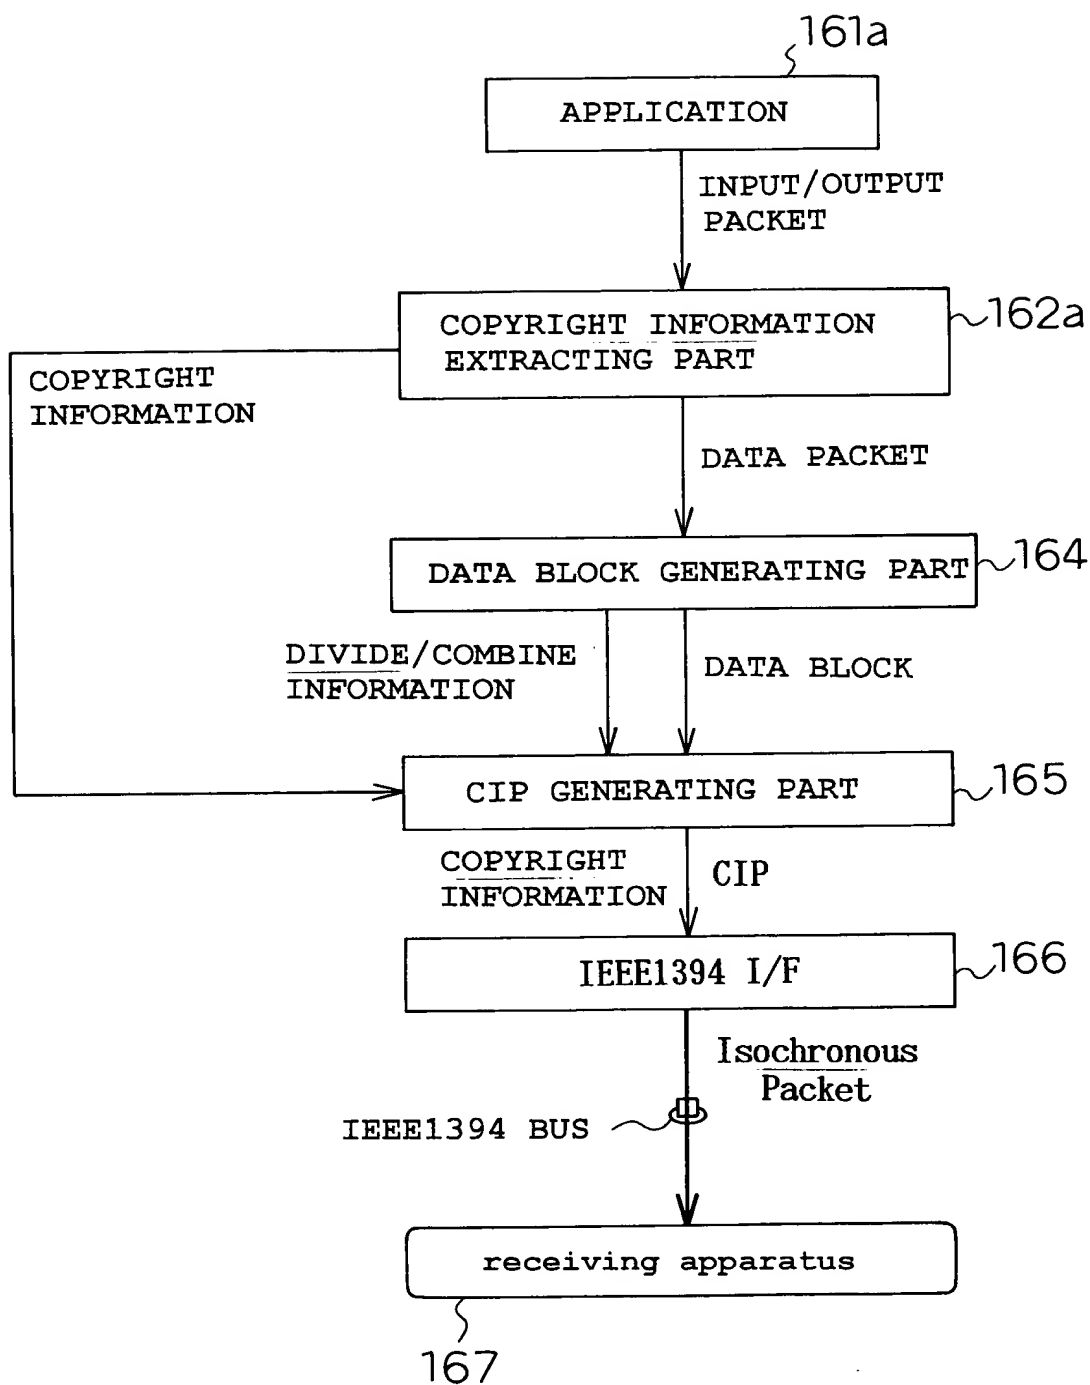 161a
APPLICATION
INPUT/OUTPUT
PACKET
162a
COPYRIGHT INFORMATION
EXTRACTING PART
COPYRIGHT
INFORMATION
DATA PACKET
164
DATA BLOCK GENERATING PART
DIVIDE/COMBINE
INFORMATION
DATA BLOCK
165
CIP GENERATING PART
COPYRIGHT
INFORMATION
CIP
166
IEEE1394 I/F
Isochronous
Packet
IEEE1394 BUS
receiving apparatus
167